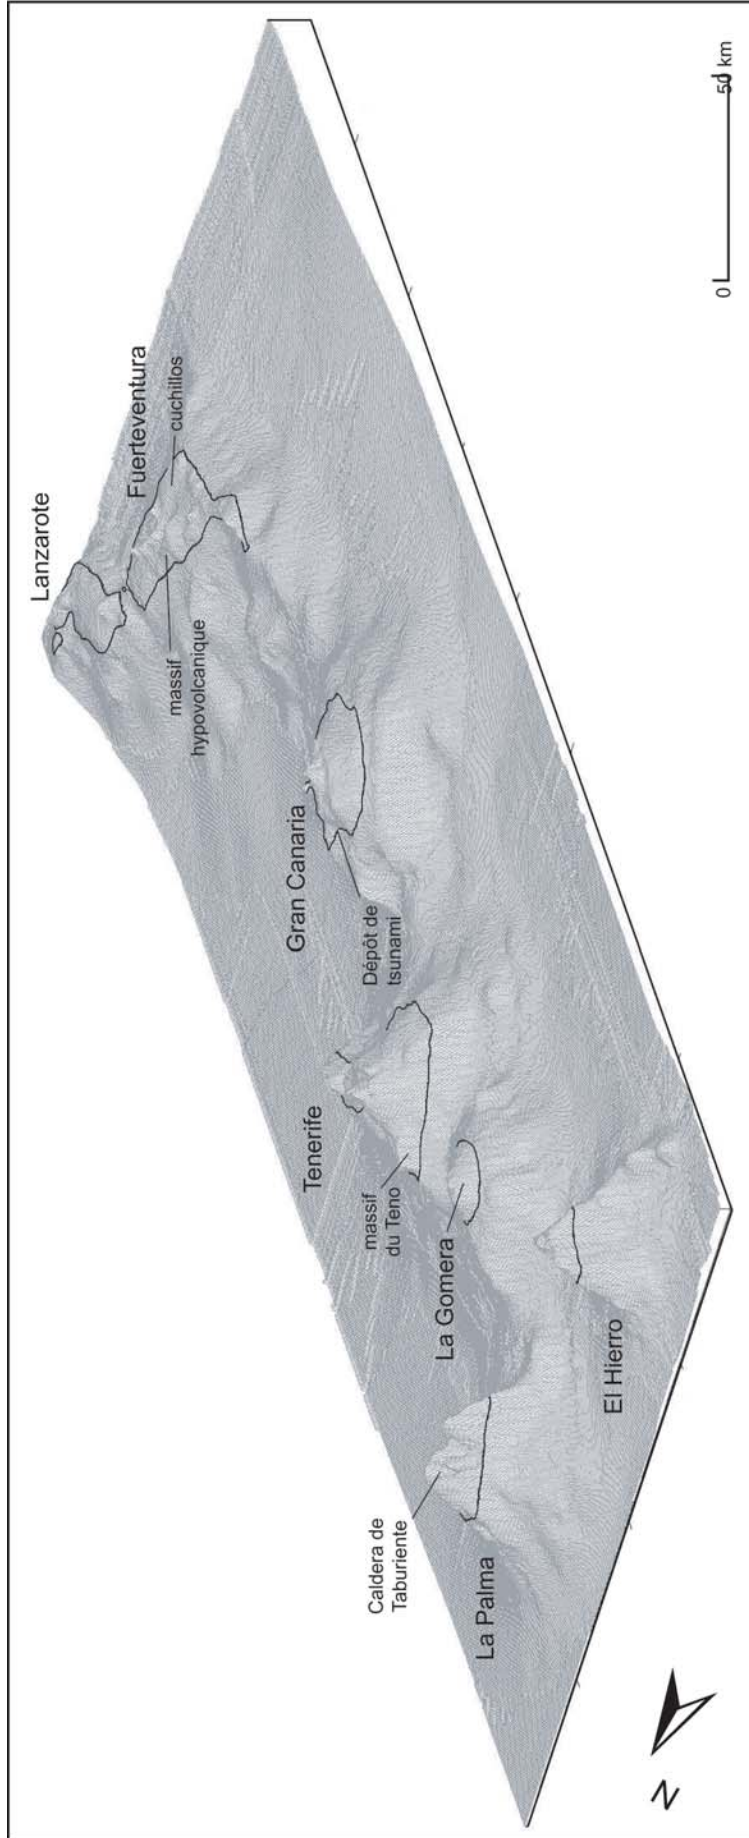 Lanzarote
Fuerteventura
cuchillos
massif
hypovolcanique
Gran Canaria
Dépôt de
tsunami
Tenerife
massif
du Teno
La Gomera
El Hierro
Caldera de
Taburiente
La Palma
N
0
50 km